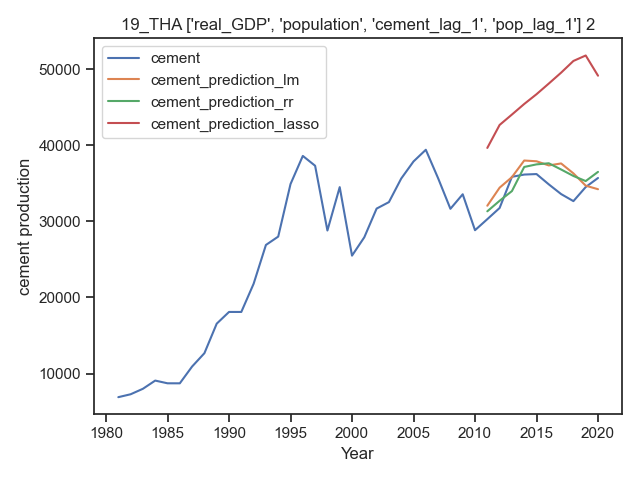 19_THA ['real_GDP', 'population', 'cement_lag_1', 'pop_lag_1'] 2
cement
cement_prediction_lm
cement_prediction_rr
cement_prediction_lasso
50000
40000
30000
20000
10000
cement production
1980 1985 1990 1995 2000 2005 2010 2015 2020
Year